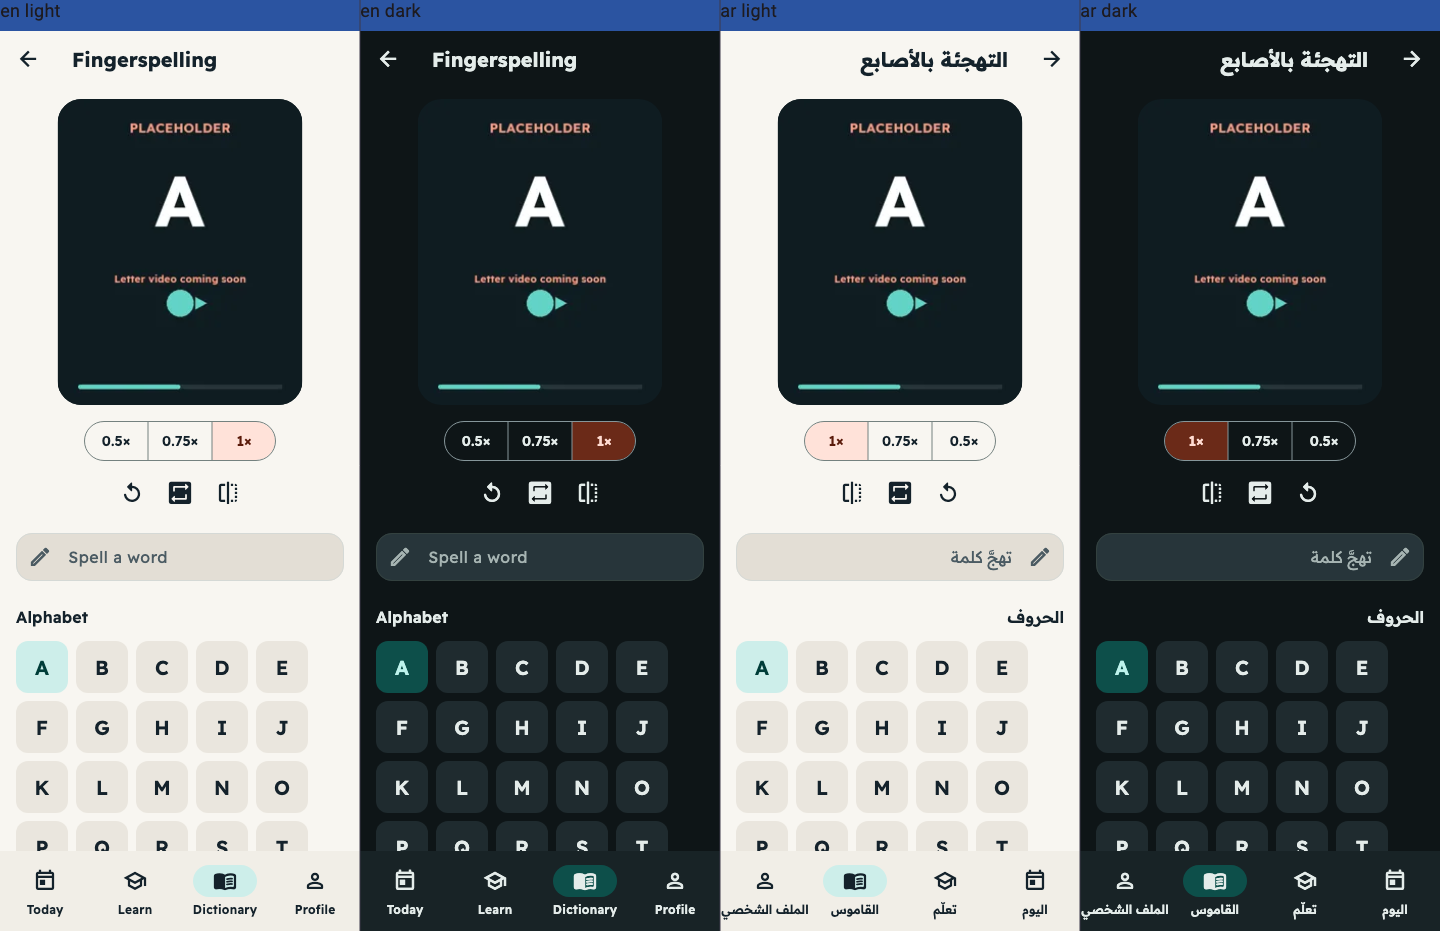 en light
Fingerspelling
PLACEHOLDER
A
Letter video coming soon
0.5×
0.75×
1×
Spell a word
Alphabet
A B C D E
F G H I J
K L M N O
P Q R S T
Today
Learn
Dictionary
Profile
en dark
Fingerspelling
PLACEHOLDER
A
Letter video coming soon
0.5×
0.75×
1×
Spell a word
Alphabet
A B C D E
F G H I J
K L M N O
P Q R S T
Today
Learn
Dictionary
Profile
ar light
التهجئة بالأصابع
PLACEHOLDER
A
Letter video coming soon
0.5×
0.75×
1×
تهجَّ كلمة
الحروف
A B C D E
F G H I J
K L M N O
P Q R S T
اليوم
تعلّم
القاموس
الملف الشخصي
ar dark
التهجئة بالأصابع
PLACEHOLDER
A
Letter video coming soon
0.5×
0.75×
1×
تهجَّ كلمة
الحروف
A B C D E
F G H I J
K L M N O
P Q R S T
اليوم
تعلّم
القاموس
الملف الشخصي